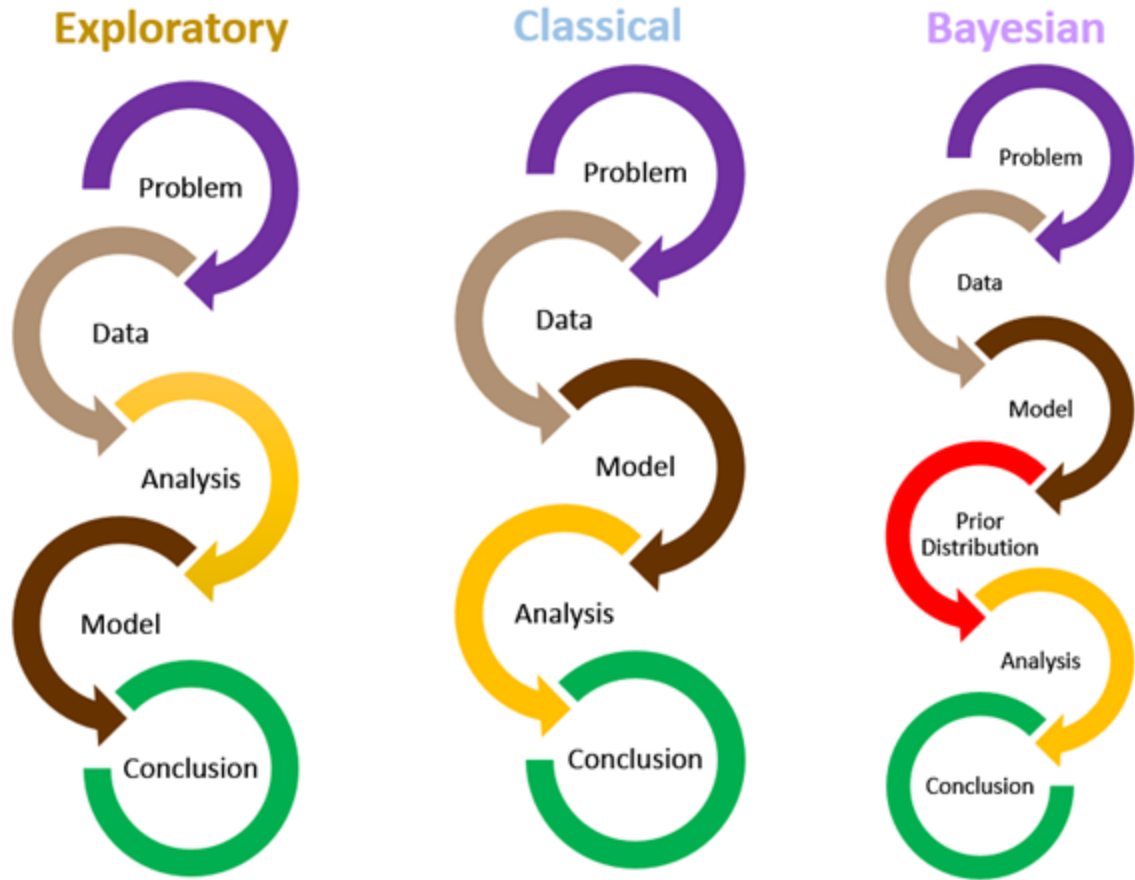 Exploratory
Problem
Data
Analysis
Model
Conclusion
Classical
Problem
Data
Model
Analysis
Conclusion
Bayesian
Problem
Data
Model
Prior
Distribution
Analysis
Conclusion